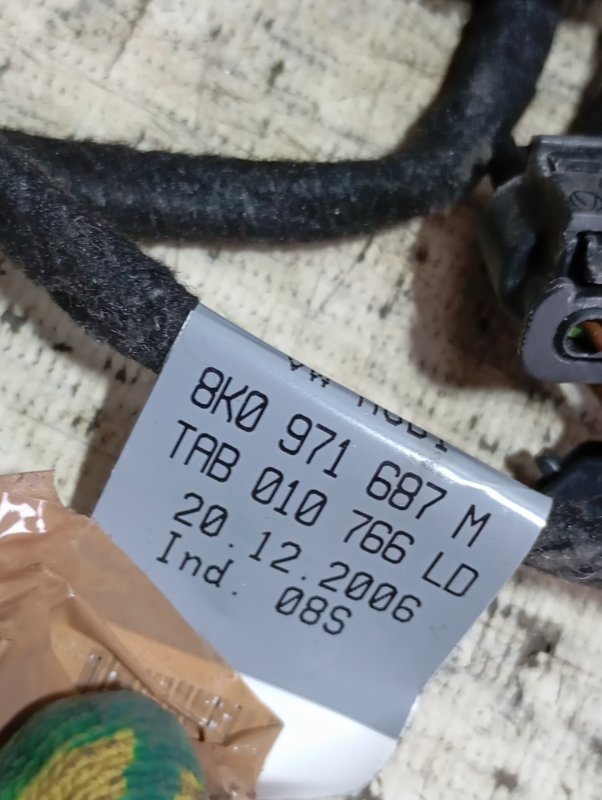 8K0 971 687 M
TAB 010 766 LD
20.12.2006
Ind. 08S